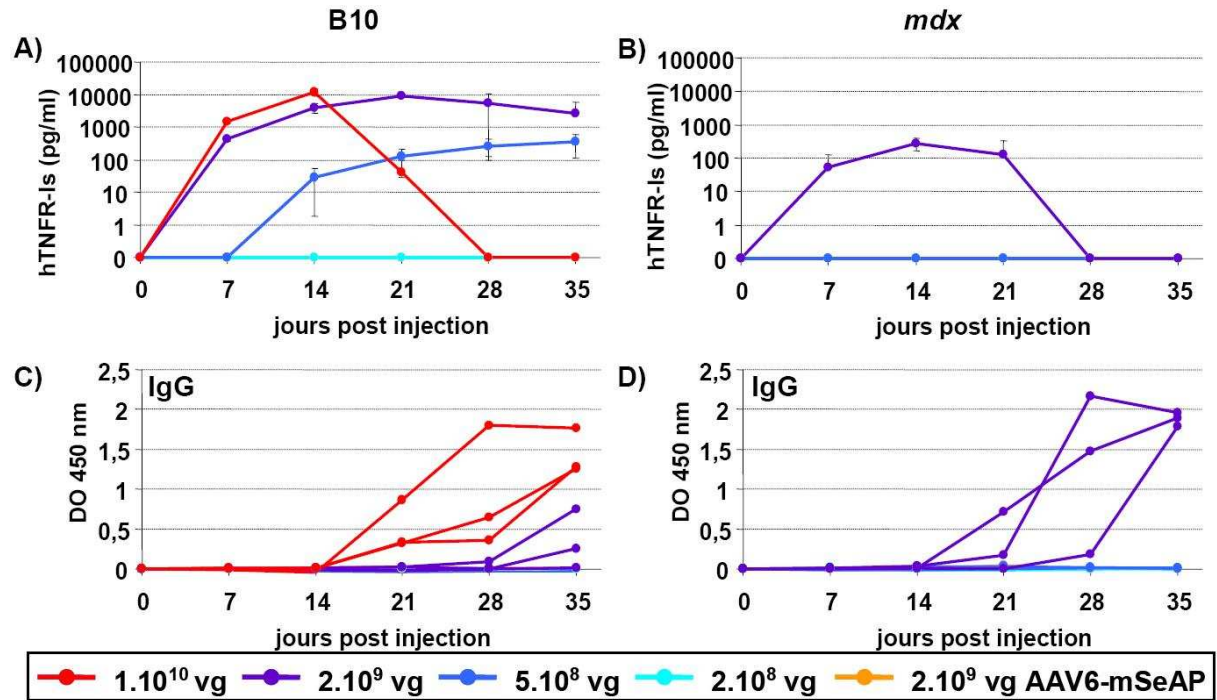 B10
mdx
A)
hTNFR-Is (pg/ml)
100000
10000
1000
100
10
1
0
0 7 14 21 28 35
jours post injection
B)
hTNFR-Is (pg/ml)
100000
10000
1000
100
10
1
0
0 7 14 21 28 35
jours post injection
C)
IgG
DO 450 nm
2,5
2
1,5
1
0,5
0
0 7 14 21 28 35
jours post injection
D)
IgG
DO 450 nm
2,5
2
1,5
1
0,5
0
0 7 14 21 28 35
jours post injection
1.10¹⁰ vg 2.10⁹ vg 5.10⁸ vg 2.10⁸ vg 2.10⁹ vg AAV6-mSeAP